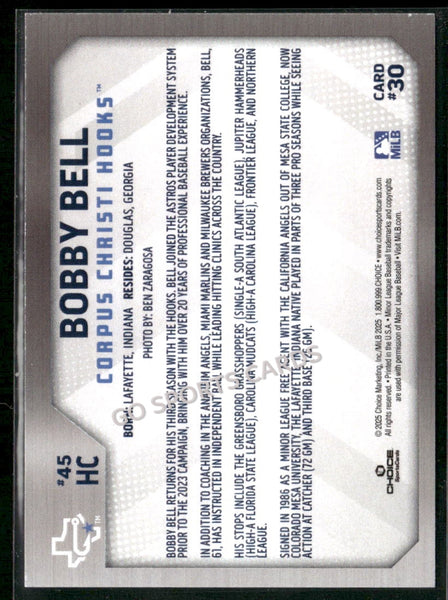 #45
HC
BOBBY BELL
CORPUS CHRISTI HOOKS™
BORN: LAFAYETTE, INDIANA RESIDES: DOUGLAS, GEORGIA
PHOTO BY: BEN ZARAGOSA
BOBBY BELL RETURNS FOR HIS THIRD SEASON WITH THE HOOKS. BELL JOINED THE ASTROS PLAYER DEVELOPMENT SYSTEM
PRIOR TO THE 2023 CAMPAIGN, BRINGING WITH HIM OVER 20 YEARS OF PROFESSIONAL BASEBALL EXPERIENCE.
IN ADDITION TO COACHING IN THE ANAHEIM ANGELS, MIAMI MARLINS AND MILWAUKEE BREWERS ORGANIZATIONS, BELL,
61, HAS INSTRUCTED IN INDEPENDENT BALL WHILE LEADING HITTING CLINICS ACROSS THE COUNTRY.
HIS STOPS INCLUDE THE GREENSBORO GRASSHOPPERS (SINGLE-A SOUTH ATLANTIC LEAGUE), JUPITER HAMMERHEADS
(HIGH-A FLORIDA STATE LEAGUE), CAROLINA MUDCATS (HIGH-A CAROLINA LEAGUE), FRONTIER LEAGUE, AND NORTHERN
LEAGUE.
SIGNED IN 1986 AS A MINOR LEAGUE FREE AGENT WITH THE CALIFORNIA ANGELS OUT OF MESA STATE COLLEGE, NOW
COLORADO MESA UNIVERSITY, THE LAFAYETTE, INDIANA NATIVE PLAYED IN PARTS OF THREE PRO SEASONS WHILE SEEING
ACTION AT CATCHER (72 GM) AND THIRD BASE (26 GM).
GO SPORTS CARDS
CHOICE
SportsCards
© 2025 Choice Marketing, Inc./MiLB 2025 1.800.999.CHOICE • www.choicesportscards.com
All rights reserved. • Printed in the U.S.A. • Minor League Baseball trademarks and copyrights
are used with permission of Major League Baseball • Visit MiLB.com.
MiLB
CARD
#30